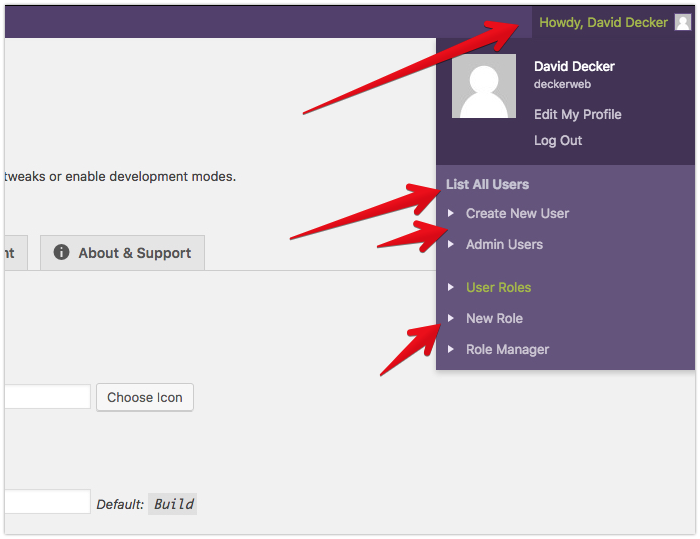 Howdy, David Decker
David Decker
deckerweb
Edit My Profile
Log Out
List All Users
Create New User
Admin Users
User Roles
New Role
Role Manager
tweaks or enable development modes.
nt
About & Support
Choose Icon
Default: Build